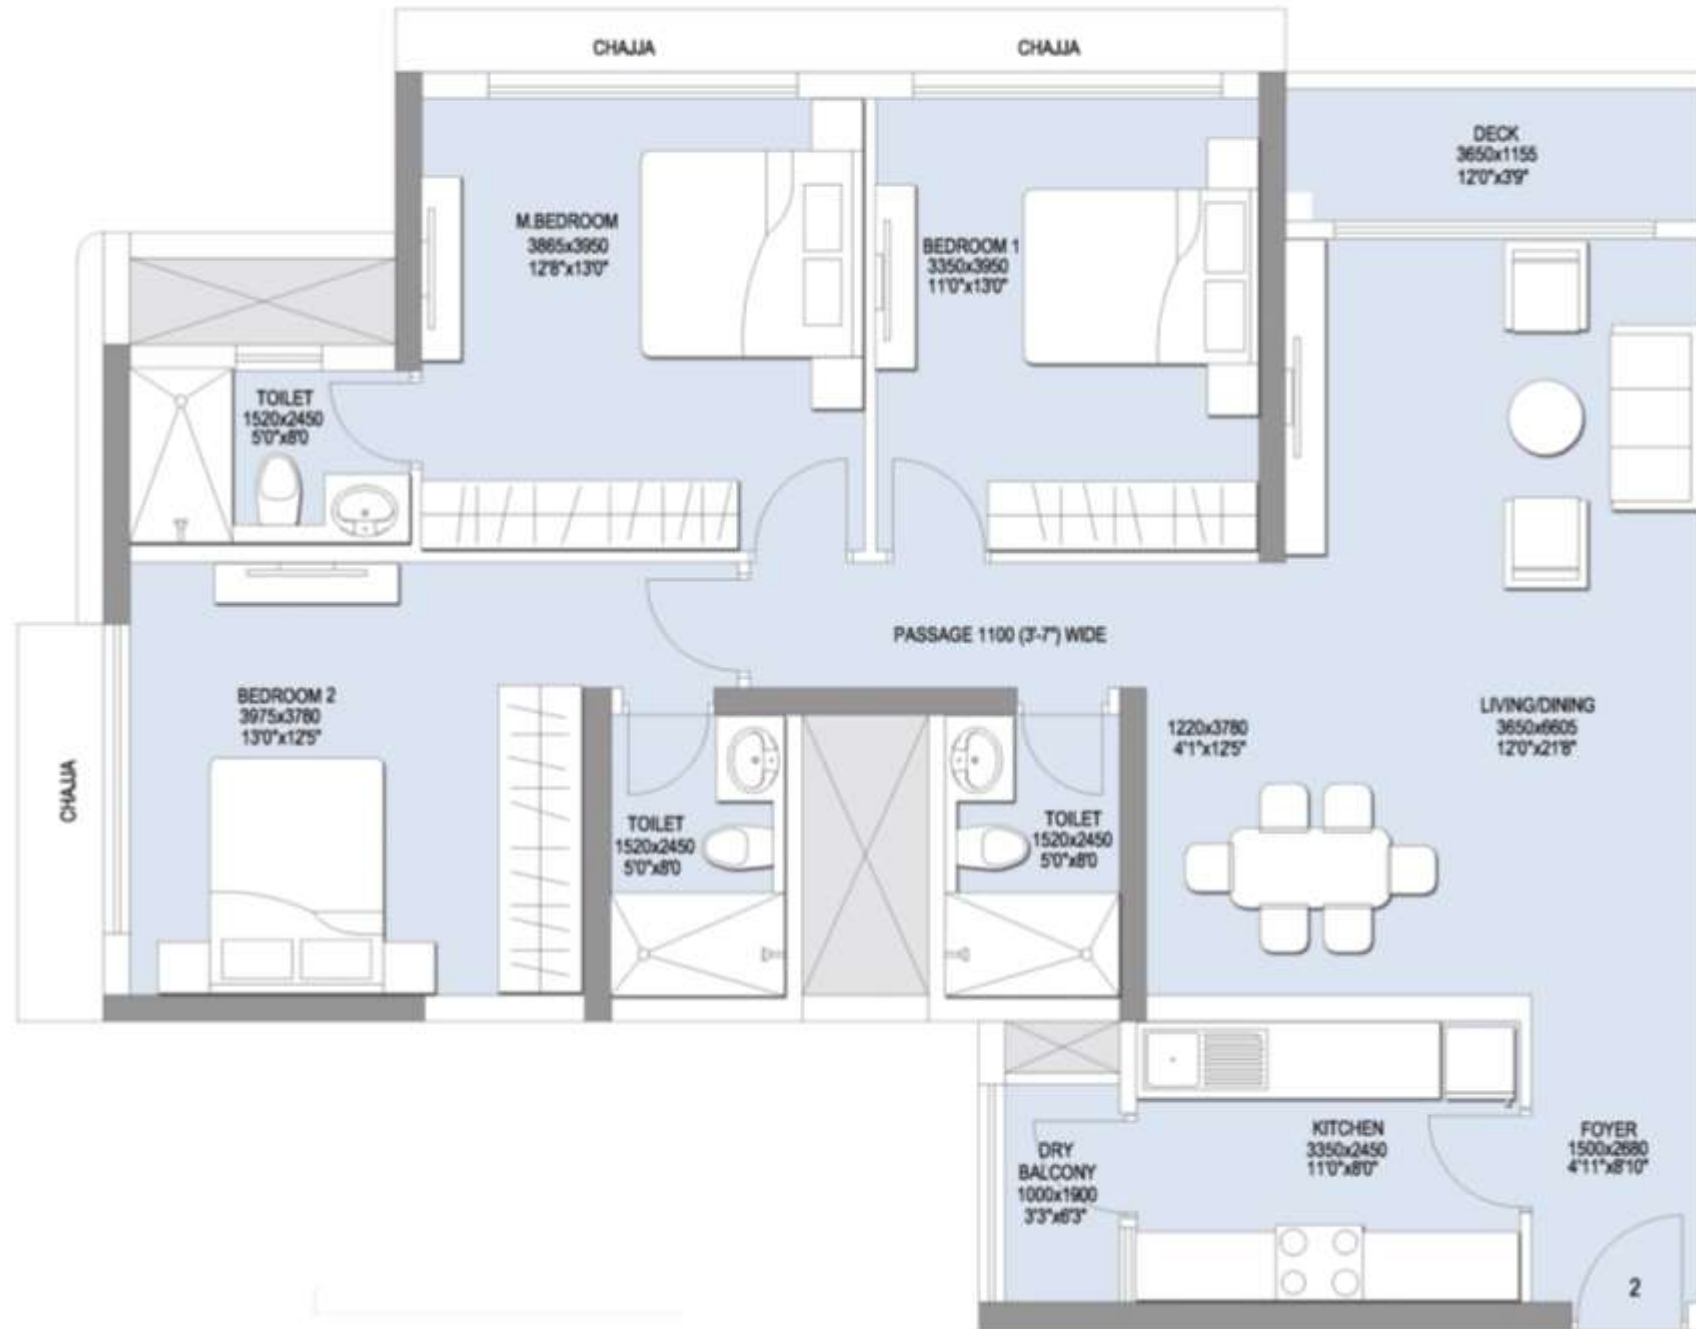 CHAJJA
CHAJJA
DECK
3650x1155
12'0"x3'9"
M.BEDROOM
3865x3950
12'8"x13'0"
BEDROOM 1
3350x3950
11'0"x13'0"
TOILET
1520x2450
5'0"x8'0
PASSAGE 1100 (3'-7") WIDE
BEDROOM 2
3975x3780
13'0"x12'5"
CHAJJA
1220x3780
4'1"x12'5"
LIVING/DINING
3650x6605
12'0"x21'8"
TOILET
1520x2450
5'0"x8'0
TOILET
1520x2450
5'0"x8'0
DRY
BALCONY
1000x1900
3'3"x6'3"
KITCHEN
3350x2450
11'0"x8'0"
FOYER
1500x2680
4'11"x8'10"
2